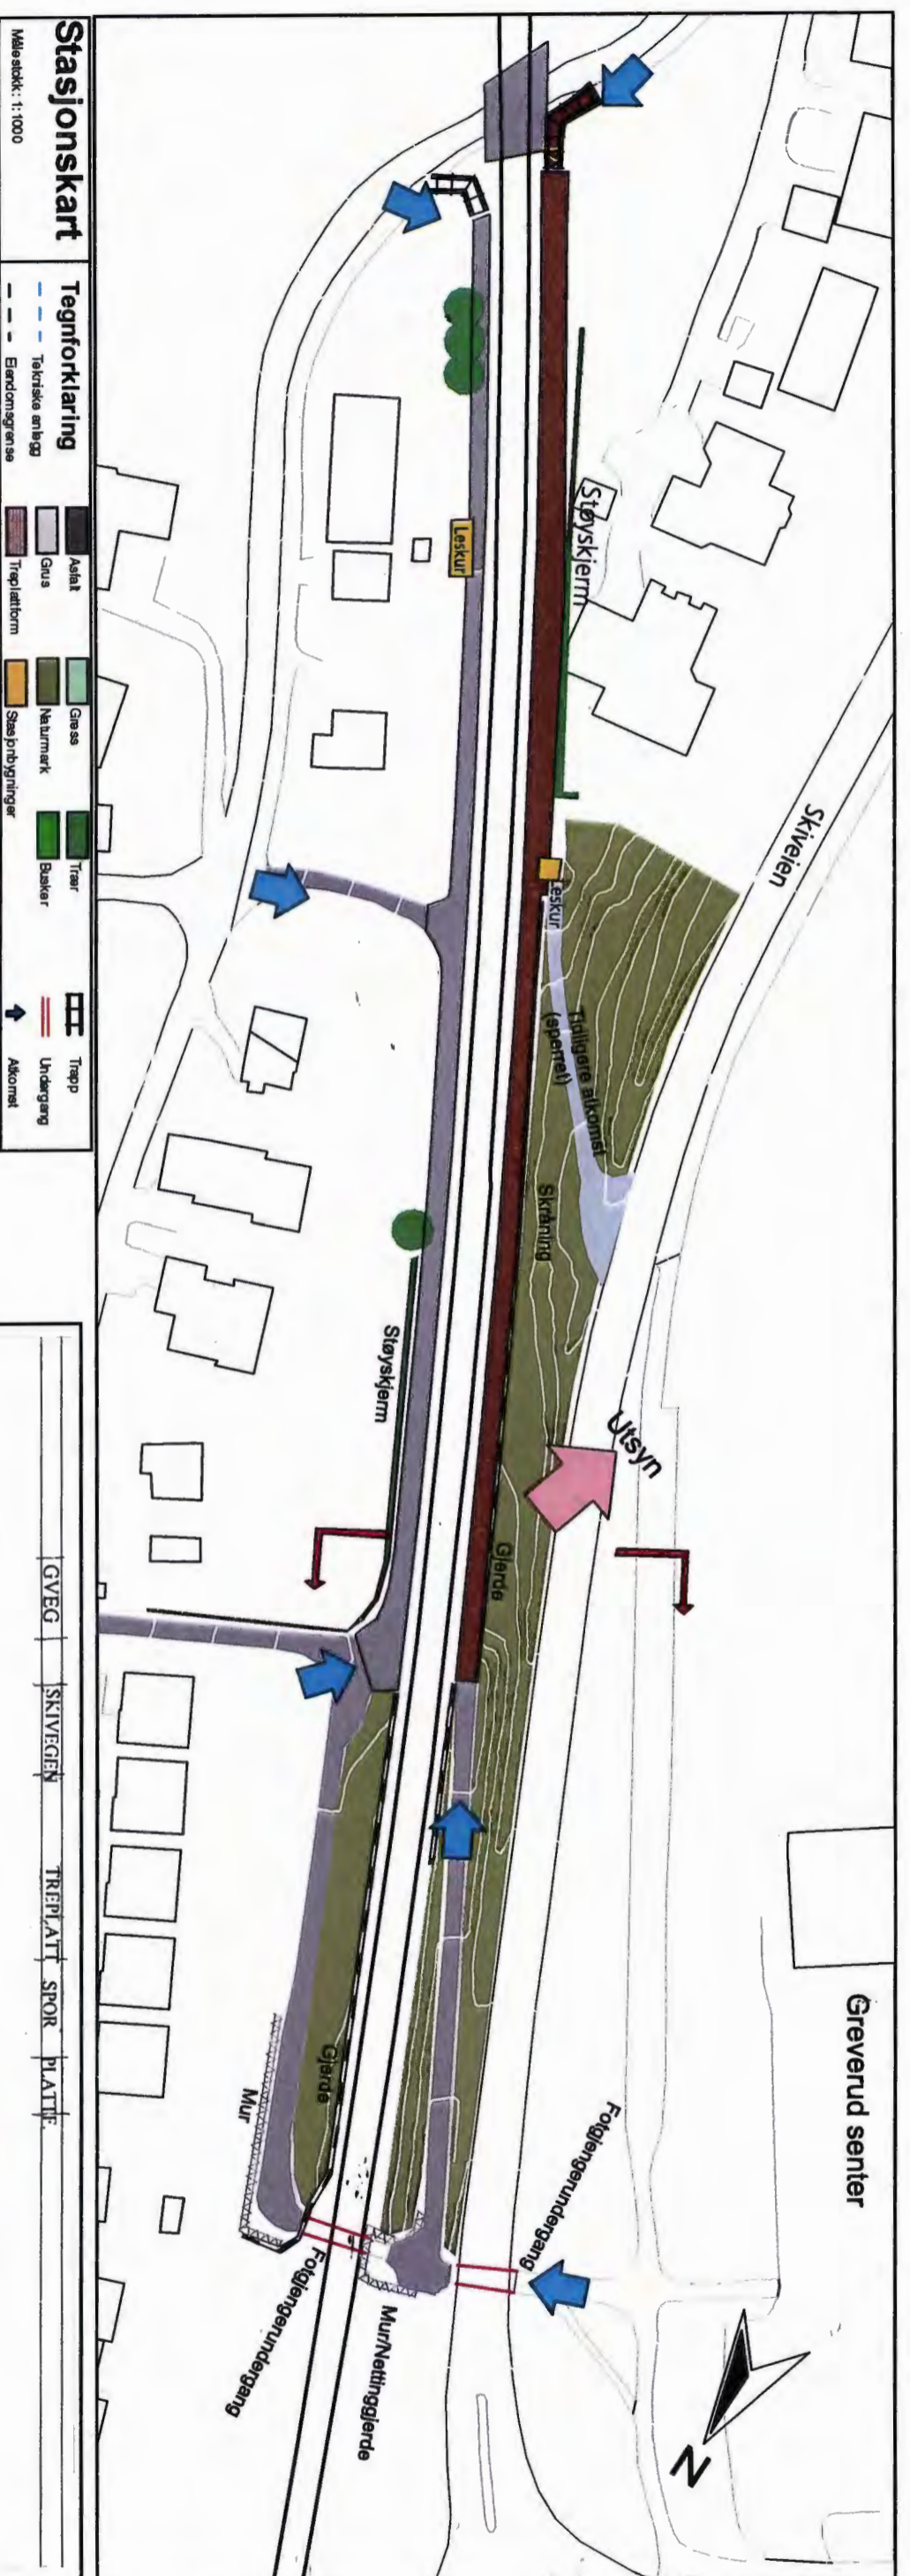 Stasjonskart
Målestokk: 1:1000
Tegnforklaring
Tekniske anlegg
Eiendomsgrense
Asfalt
Grus
Treplattform
Gress
Naturmark
Stasjonbygninger
Trær
Busker
Trapp
Undergang
Atkomst
Støyskjerm
Leskur
Skiveien
Leskur
Tidligere atkomst
(sperret)
Skråning
Støyskjerm
Utsyn
Gjerde
Greverud senter
Gjerde
Mur
Fotgjengerundergang
Fotgjengerundergang
Mur/Nettinggjerde
N
GVEG SKIVEGEN TREPLATT SPOR PLATTF.